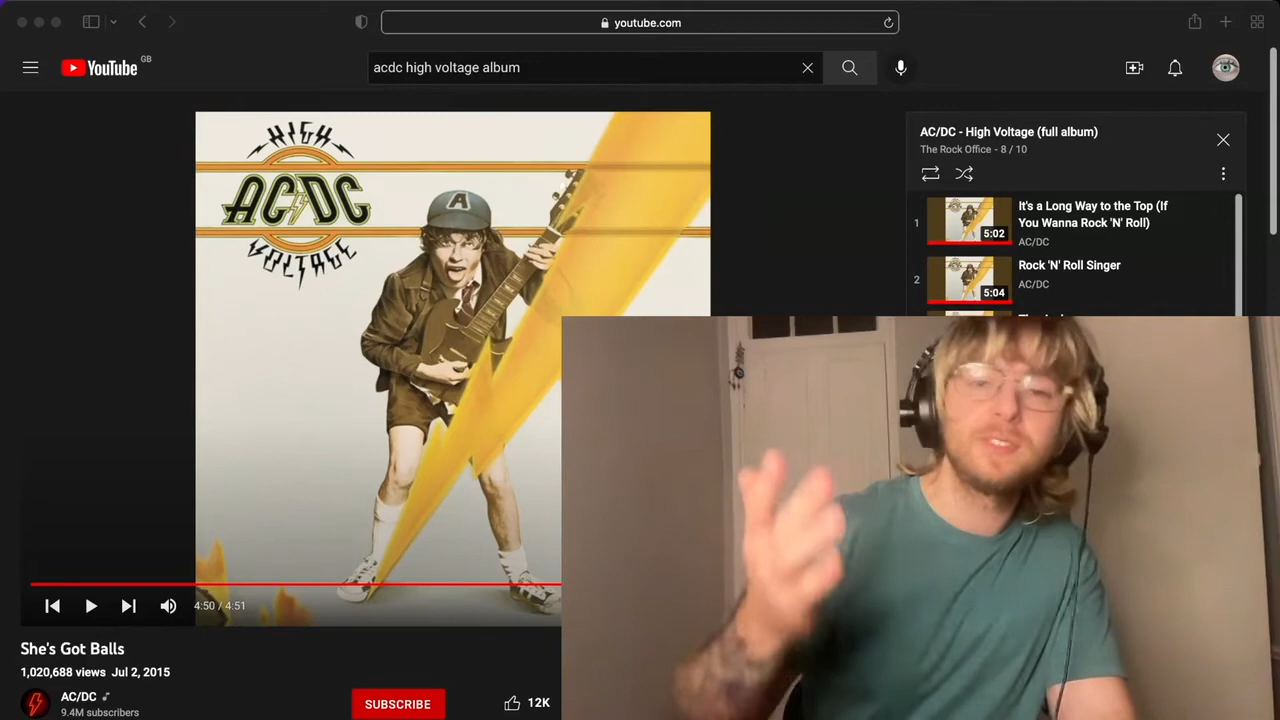 youtube.com
YouTube GB
acdc high voltage album
HIGH
AC/DC
VOLTAGE
A
AC/DC - High Voltage (full album)
The Rock Office - 8 / 10
1
5:02
It's a Long Way to the Top (If
You Wanna Rock 'N' Roll)
AC/DC
2
5:04
Rock 'N' Roll Singer
AC/DC
4:50 / 4:51
She's Got Balls
1,020,688 views Jul 2, 2015
AC/DC
9.4M subscribers
SUBSCRIBE
12K